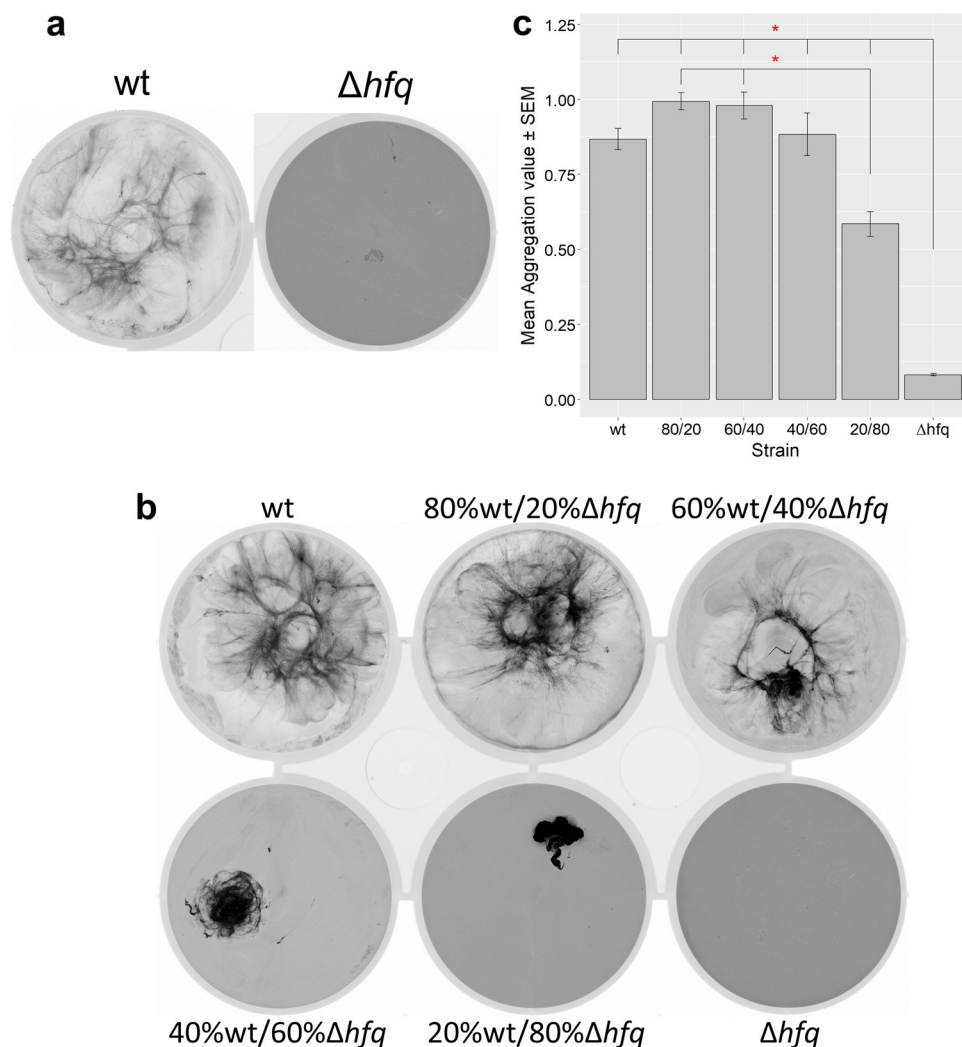 a
wt
Δhfq
c
Mean Aggregation value ± SEM
1.25
1.00
0.75
0.50
0.25
0.00
*
*
wt
80/20
60/40
40/60
20/80
Δhfq
Strain
b
wt
80%wt/20%Δhfq
60%wt/40%Δhfq
40%wt/60%Δhfq
20%wt/80%Δhfq
Δhfq